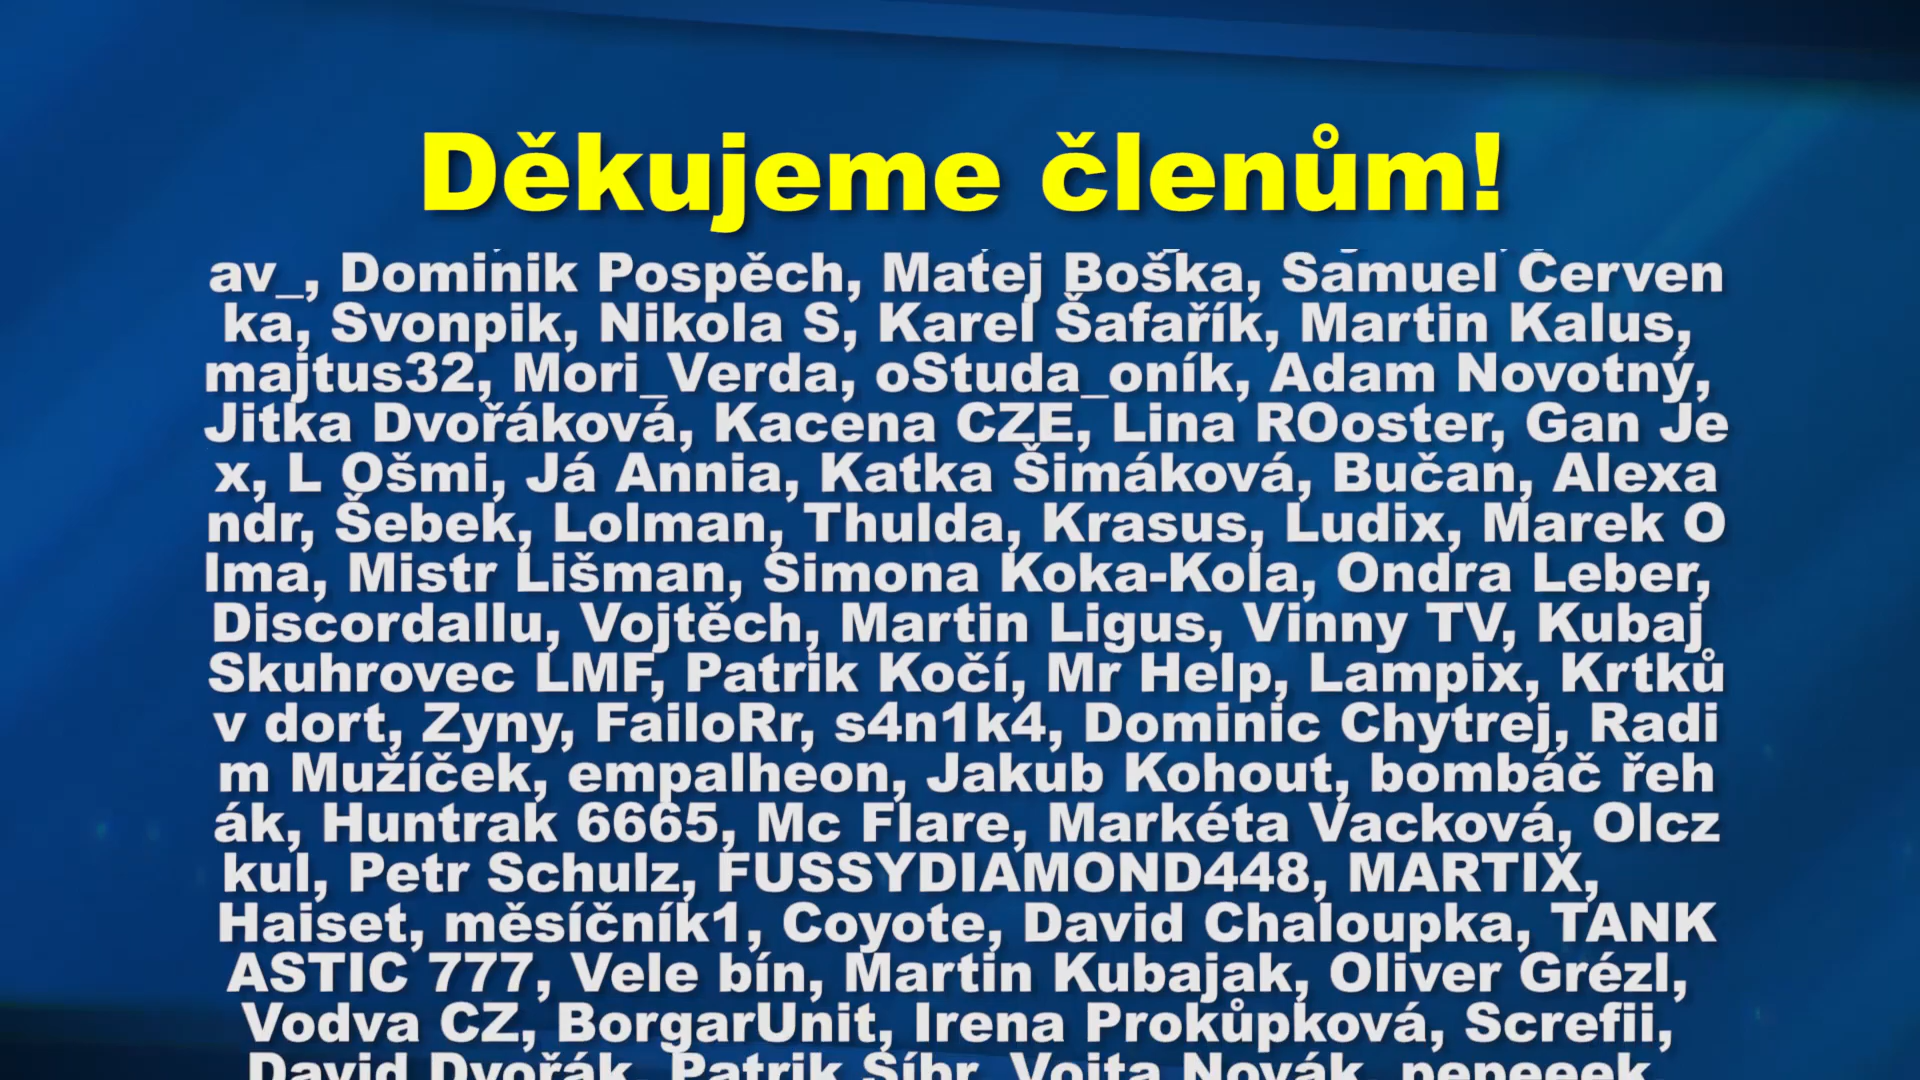 Děkujeme členům!
av_, Dominik Pospěch, Matej Boška, Samuel Červen
ka, Svonpik, Nikola S, Karel Šafařík, Martin Kalus,
majtus32, Mori_Verda, oStuda_oník, Adam Novotný,
Jitka Dvořáková, Kacena CZE, Lina ROoster, Gan Je
x, L Ošmi, Já Annia, Katka Šimáková, Bučan, Alexa
ndr, Šebek, Lolman, Thulda, Krasus, Ludix, Marek O
lma, Mistr Lišman, Simona Koka-Kola, Ondra Leber,
Discordallu, Vojtěch, Martin Ligus, Vinny TV, Kubaj
Skuhrovec LMF, Patrik Kočí, Mr Help, Lampix, Krtků
v dort, Zyny, FailoRr, s4n1k4, Dominic Chytrej, Radi
m Mužíček, empalheon, Jakub Kohout, bombáč řeh
ák, Huntrak 6665, Mc Flare, Markéta Vacková, Olcz
kul, Petr Schulz, FUSSYDIAMOND448, MARTIX,
Haiset, měsíčník1, Coyote, David Chaloupka, TANK
ASTIC 777, Vele bín, Martin Kubajak, Oliver Grézl,
Vodva CZ, BorgarUnit, Irena Prokůpková, Screfii,
David Dvořák, Patrik Šíbr, Vojta Novák, pepeeek